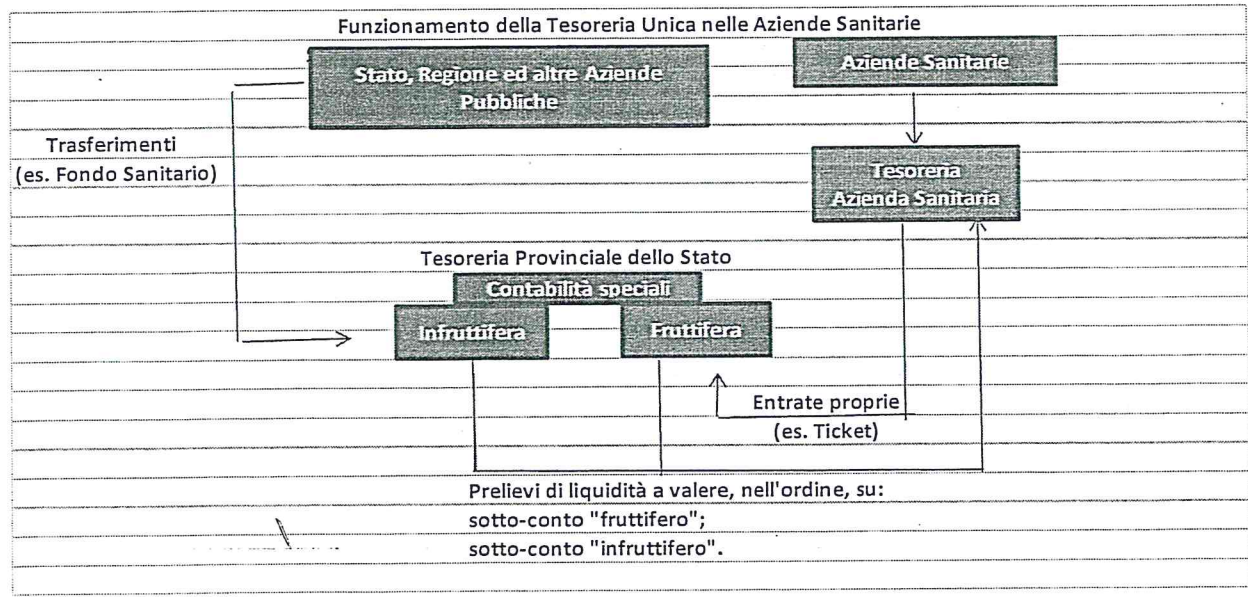 Funzionamento della Tesoreria Unica nelle Aziende Sanitarie
Stato, Regione ed altre Aziende
Pubbliche
Aziende Sanitarie
Trasferimenti
(es. Fondo Sanitario)
Tesoreria
Azienda Sanitaria
Tesoreria Provinciale dello Stato
Contabilità speciali
Infruttifera
Fruttifera
Entrate proprie
(es. Ticket)
Prelievi di liquidità a valere, nell'ordine, su:
sotto-conto "fruttifero";
sotto-conto "infruttifero".